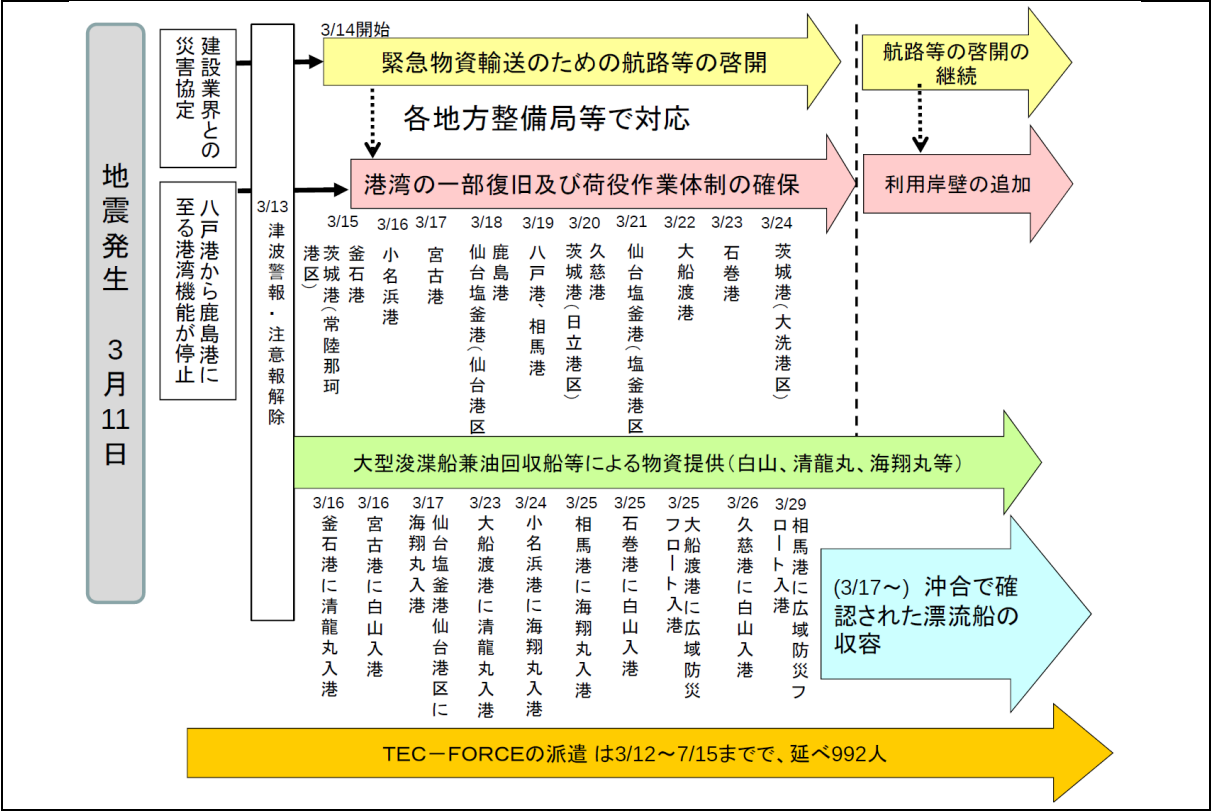 地震発生　3月11日
建設業界との
災害協定
八戸港から鹿島港に
至る港湾機能が停止
3/13
津波警報・注意報解除
3/14開始
緊急物資輸送のための航路等の啓開
航路等の啓開の
継続
各地方整備局等で対応
港湾の一部復旧及び荷役作業体制の確保
利用岸壁の追加
3/15
釜石港
茨城港(常陸那珂
港区)
3/16
小名浜港
3/17
宮古港
3/18
鹿島港
仙台塩釜港(仙台港区
3/19
八戸港、相馬港
3/20
久慈港
茨城港(日立港区)
3/21
仙台塩釜港(塩釜港区
3/22
大船渡港
3/23
石巻港
3/24
茨城港(大洗港区)
大型浚渫船兼油回収船等による物資提供(白山、清龍丸、海翔丸等)
3/16
釜石港に清龍丸入港
3/16
宮古港に白山入港
3/17
仙台塩釜港仙台港区に
海翔丸入港
3/23
大船渡港に清龍丸入港
3/24
小名浜港に海翔丸入港
3/25
相馬港に海翔丸入港
3/25
石巻港に白山入港
3/25
大船渡港に広域防災
フロート入港
3/26
久慈港に白山入港
3/29
相馬港に広域防災フ
ロート入港
(3/17～) 沖合で確
認された漂流船の
収容
TEC－FORCEの派遣 は3/12～7/15までで、延べ992人